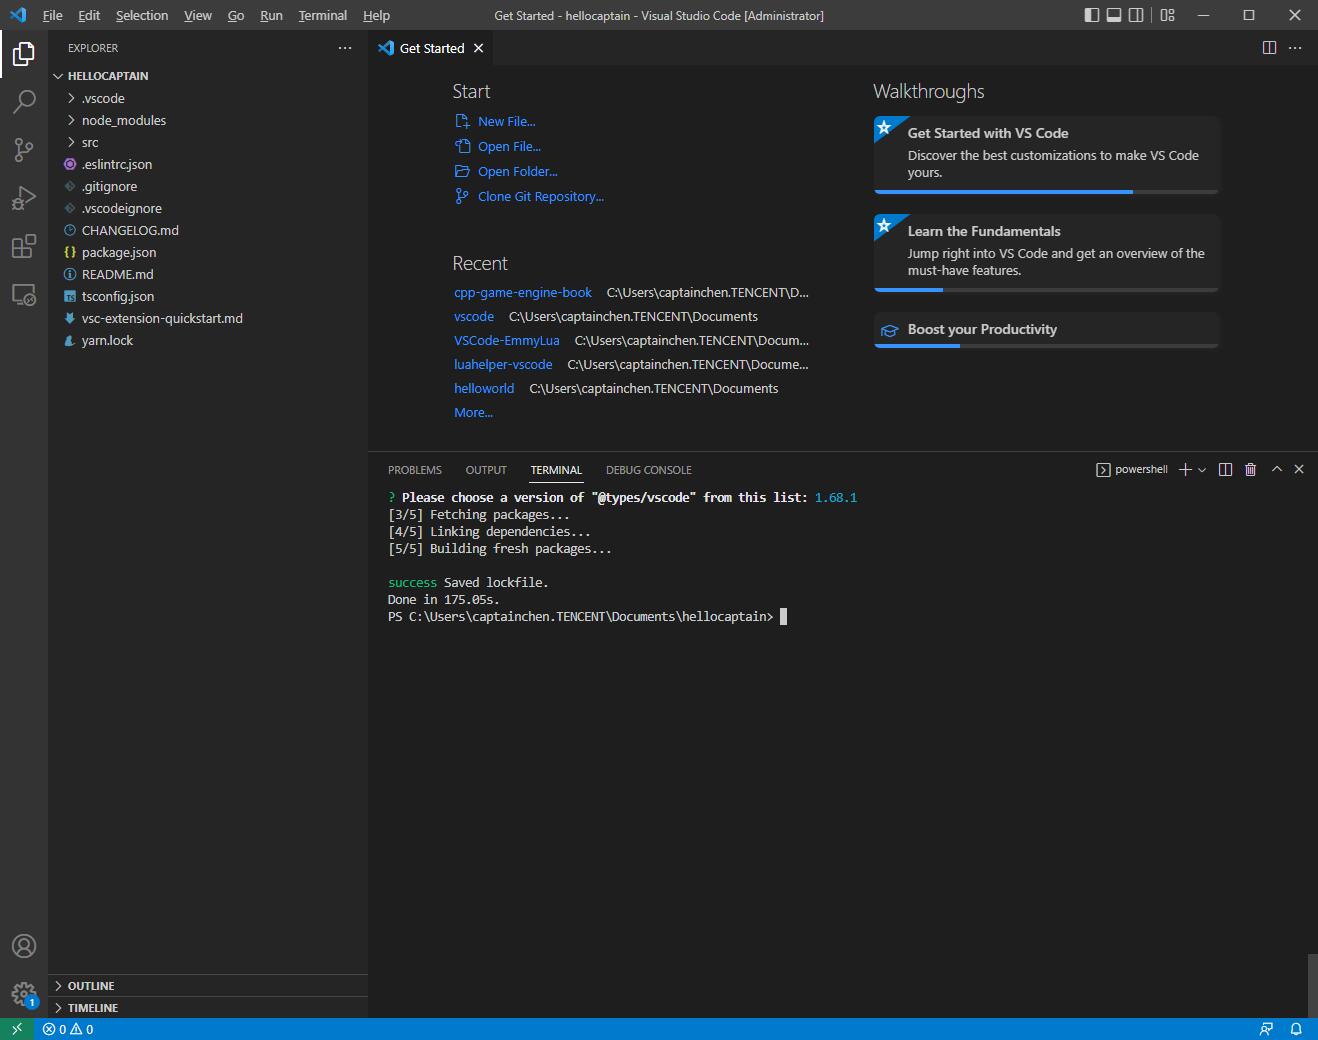 File Edit Selection View Go Run Terminal Help
Get Started - hellocaptain - Visual Studio Code [Administrator]
EXPLORER
HELLOCAPTAIN
.vscode
node_modules
src
.eslintrc.json
.gitignore
.vscodeignore
CHANGELOG.md
package.json
README.md
tsconfig.json
vsc-extension-quickstart.md
yarn.lock
OUTLINE
TIMELINE
Get Started
Start
New File...
Open File...
Open Folder...
Clone Git Repository...
Recent
cpp-game-engine-book C:\Users\captainchen.TENCENT\D...
vscode C:\Users\captainchen.TENCENT\Documents
VSCode-EmmyLua C:\Users\captainchen.TENCENT\Docum...
luahelper-vscode C:\Users\captainchen.TENCENT\Docume...
helloworld C:\Users\captainchen.TENCENT\Documents
More...
Walkthroughs
Get Started with VS Code
Discover the best customizations to make VS Code
yours.
Learn the Fundamentals
Jump right into VS Code and get an overview of the
must-have features.
Boost your Productivity
PROBLEMS OUTPUT TERMINAL DEBUG CONSOLE
powershell
? Please choose a version of "@types/vscode" from this list: 1.68.1
[3/5] Fetching packages...
[4/5] Linking dependencies...
[5/5] Building fresh packages...
success Saved lockfile.
Done in 175.05s.
PS C:\Users\captainchen.TENCENT\Documents\hellocaptain>
1
0 0